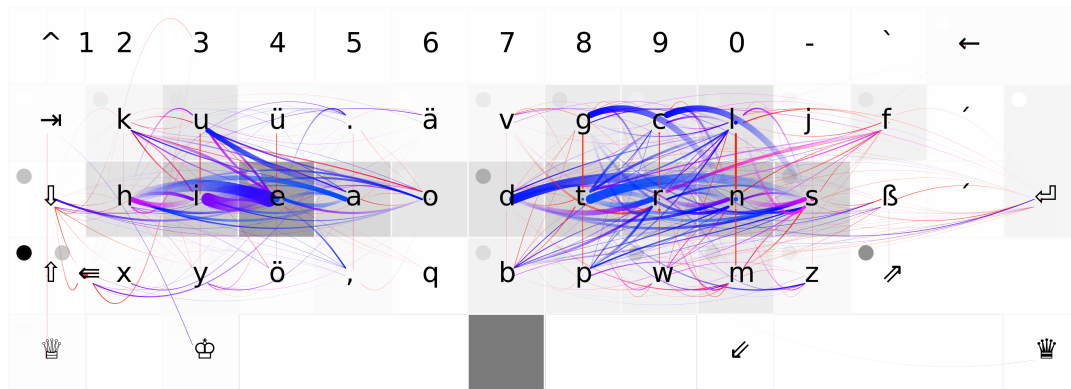 ^ 1 2 3 4 5 6 7 8 9 0 - ` ←
⇥ k u ü . ä v g c l j f ´
⇩ h i e a o d t r n s ß ´ ⏎
⇧ ⇚ x y ö , q b p w m z ⇗
♕ ♔ ⇙ ♛